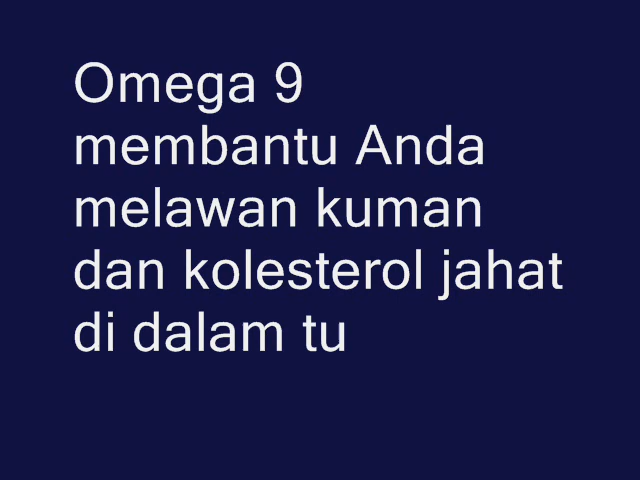 Omega 9
membantu Anda
melawan kuman
dan kolesterol jahat
di dalam tu